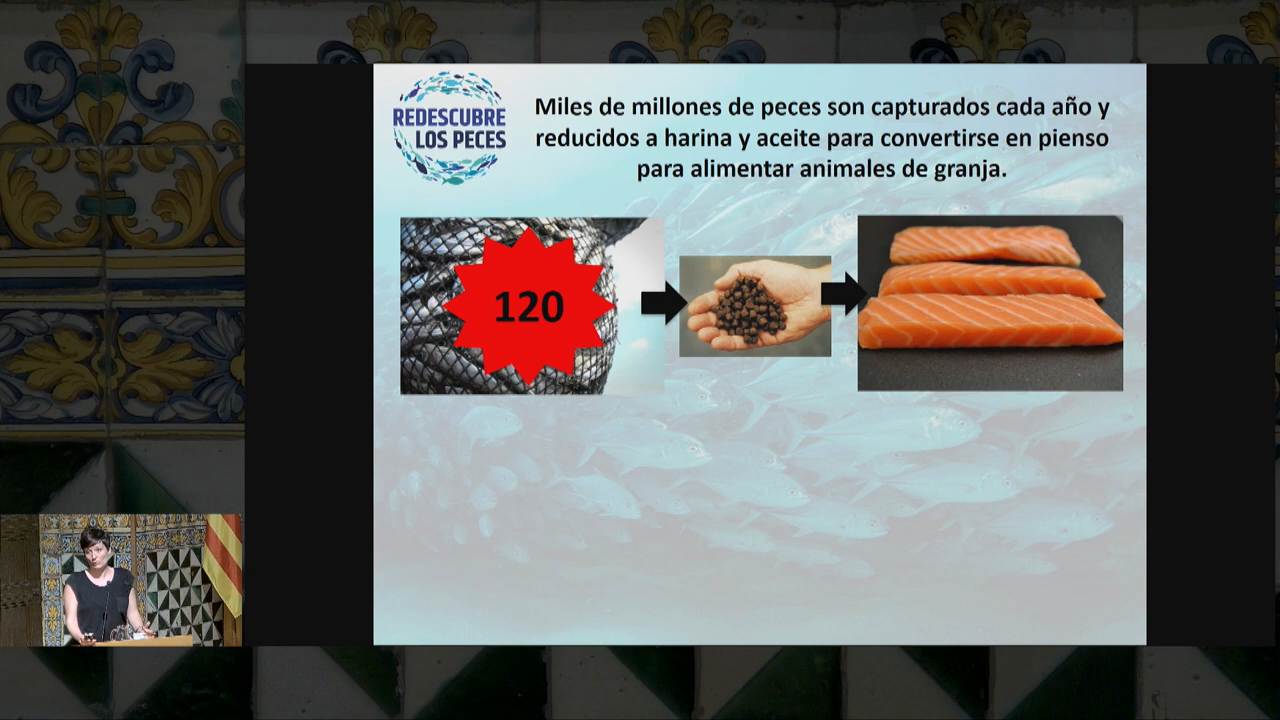 REDESCUBRE
LOS PECES
Miles de millones de peces son capturados cada año y
reducidos a harina y aceite para convertirse en pienso
para alimentar animales de granja.
120